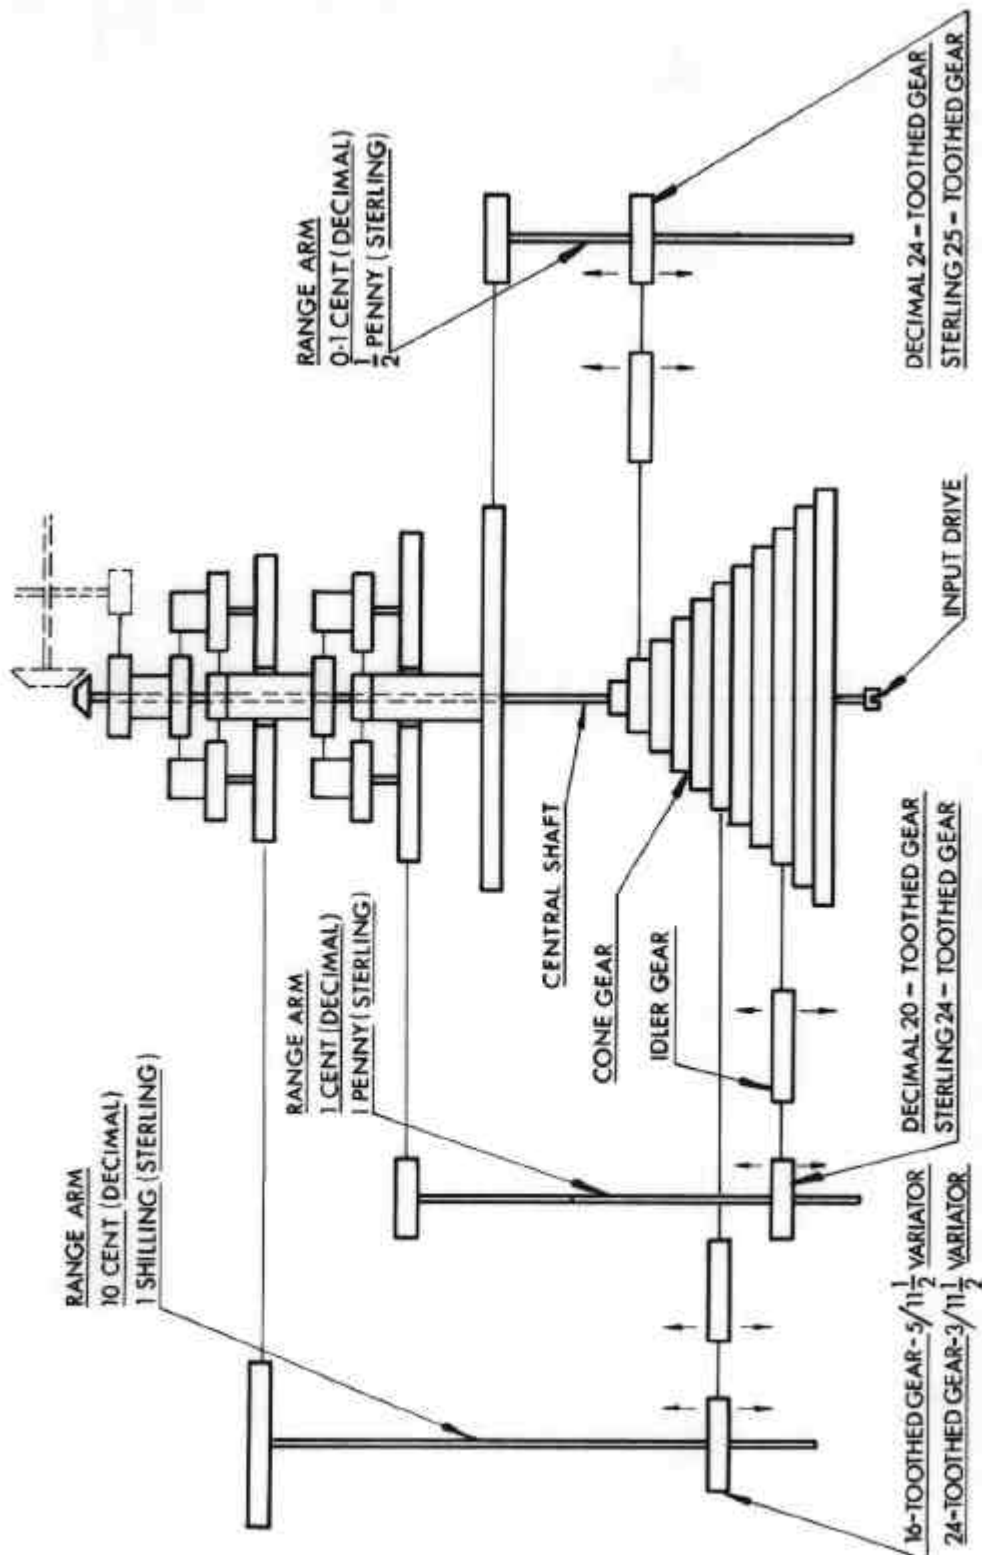 RANGE ARM
10 CENT (DECIMAL)
1 SHILLING (STERLING)
RANGE ARM
1 CENT (DECIMAL)
1 PENNY (STERLING)
RANGE ARM
0-1 CENT (DECIMAL)
1/2 PENNY (STERLING)
CENTRAL SHAFT
CONE GEAR
IDLER GEAR
16-TOOTHED GEAR - 5/11 1/2 VARIATOR
24-TOOTHED GEAR - 3/11 1/2 VARIATOR
DECIMAL 20 - TOOTHED GEAR
STERLING 24 - TOOTHED GEAR
INPUT DRIVE
DECIMAL 24 - TOOTHED GEAR
STERLING 25 - TOOTHED GEAR